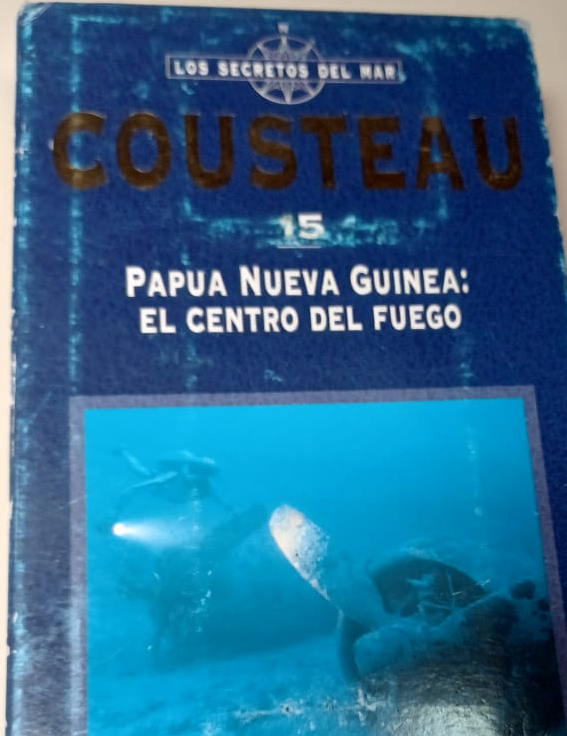 N
LOS SECRETOS DEL MAR
COUSTEAU
15
PAPUA NUEVA GUINEA:
EL CENTRO DEL FUEGO